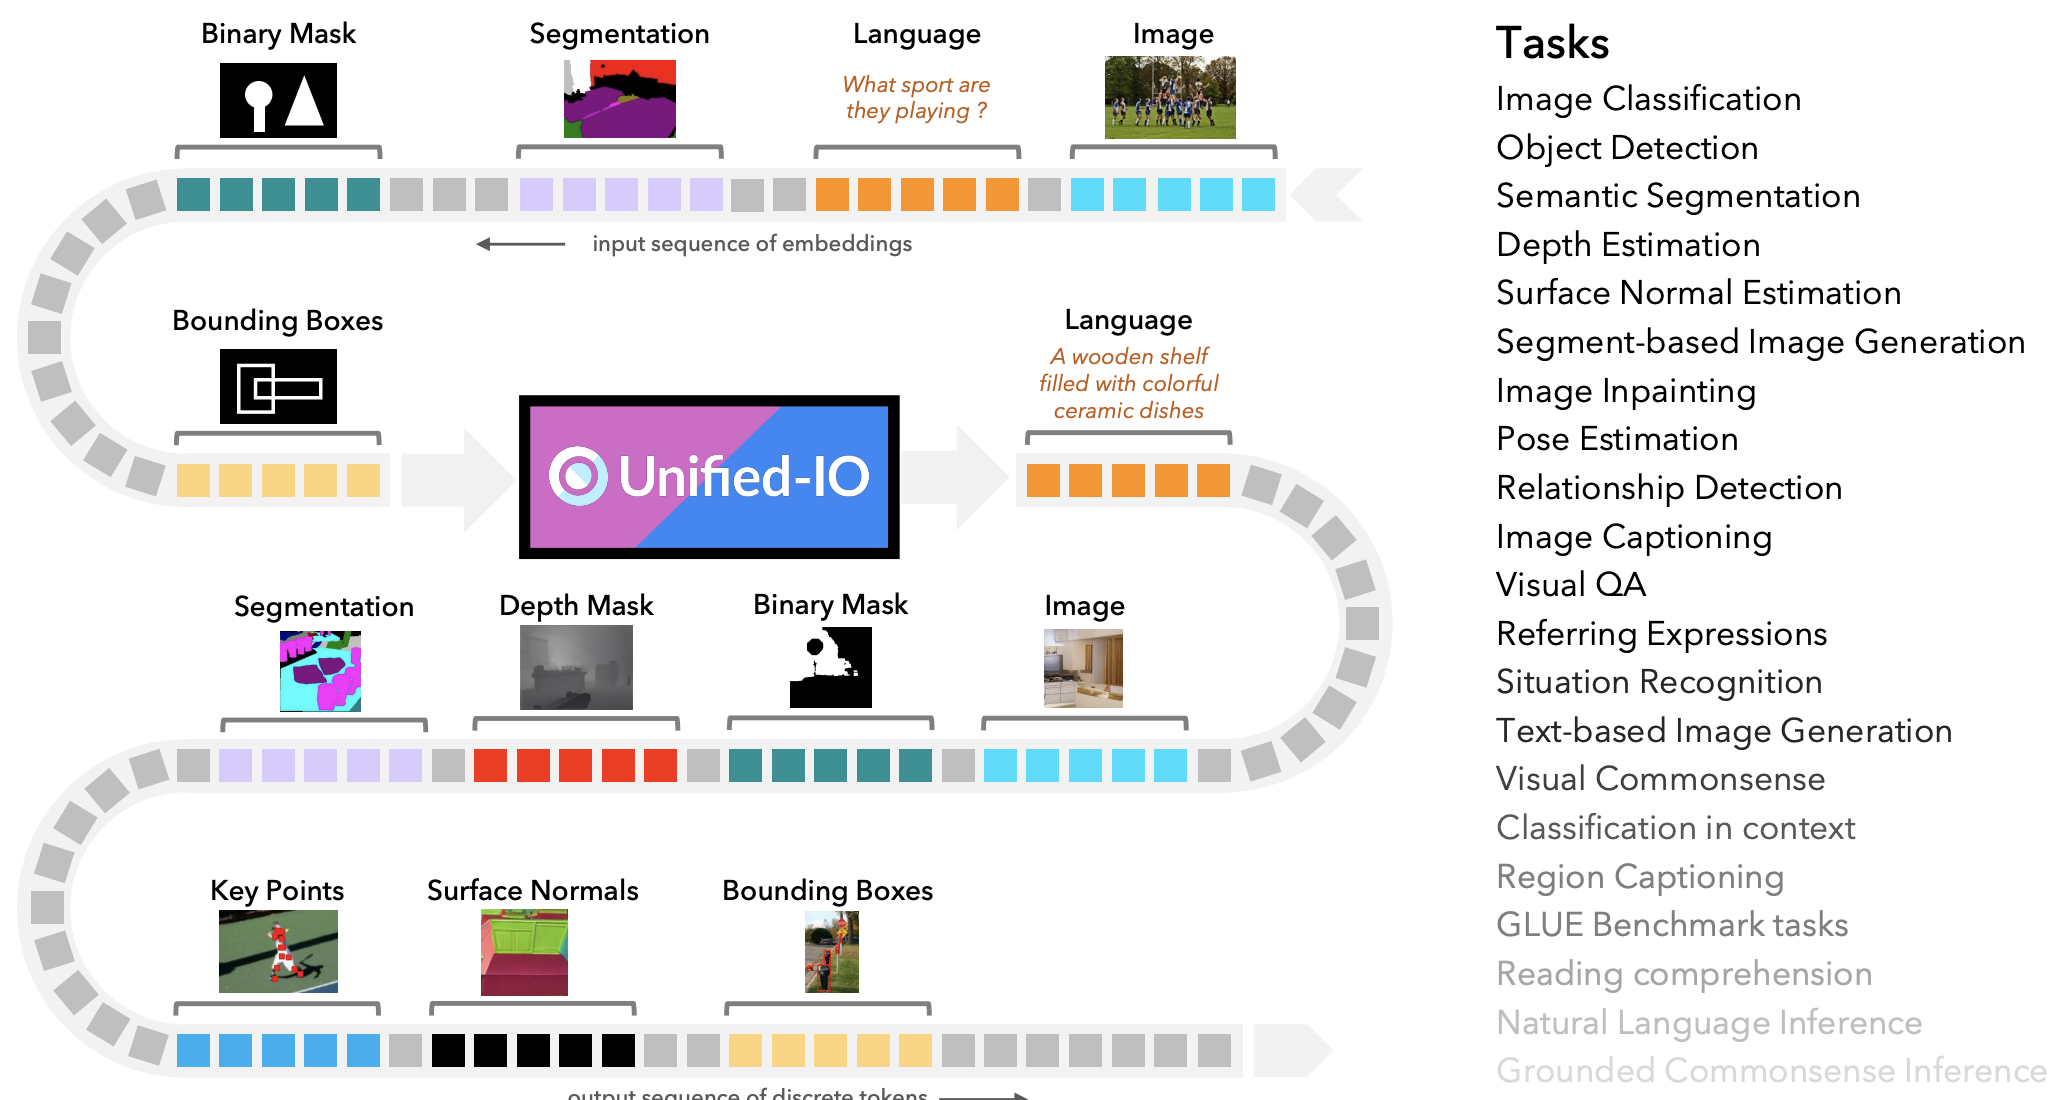 Binary Mask
Segmentation
Language
Image
What sport are
they playing ?
input sequence of embeddings
Bounding Boxes
Unified-IO
Language
A wooden shelf
filled with colorful
ceramic dishes
Segmentation
Depth Mask
Binary Mask
Image
Key Points
Surface Normals
Bounding Boxes
output sequence of discrete tokens
Tasks
Image Classification
Object Detection
Semantic Segmentation
Depth Estimation
Surface Normal Estimation
Segment-based Image Generation
Image Inpainting
Pose Estimation
Relationship Detection
Image Captioning
Visual QA
Referring Expressions
Situation Recognition
Text-based Image Generation
Visual Commonsense
Classification in context
Region Captioning
GLUE Benchmark tasks
Reading comprehension
Natural Language Inference
Grounded Commonsense Inference